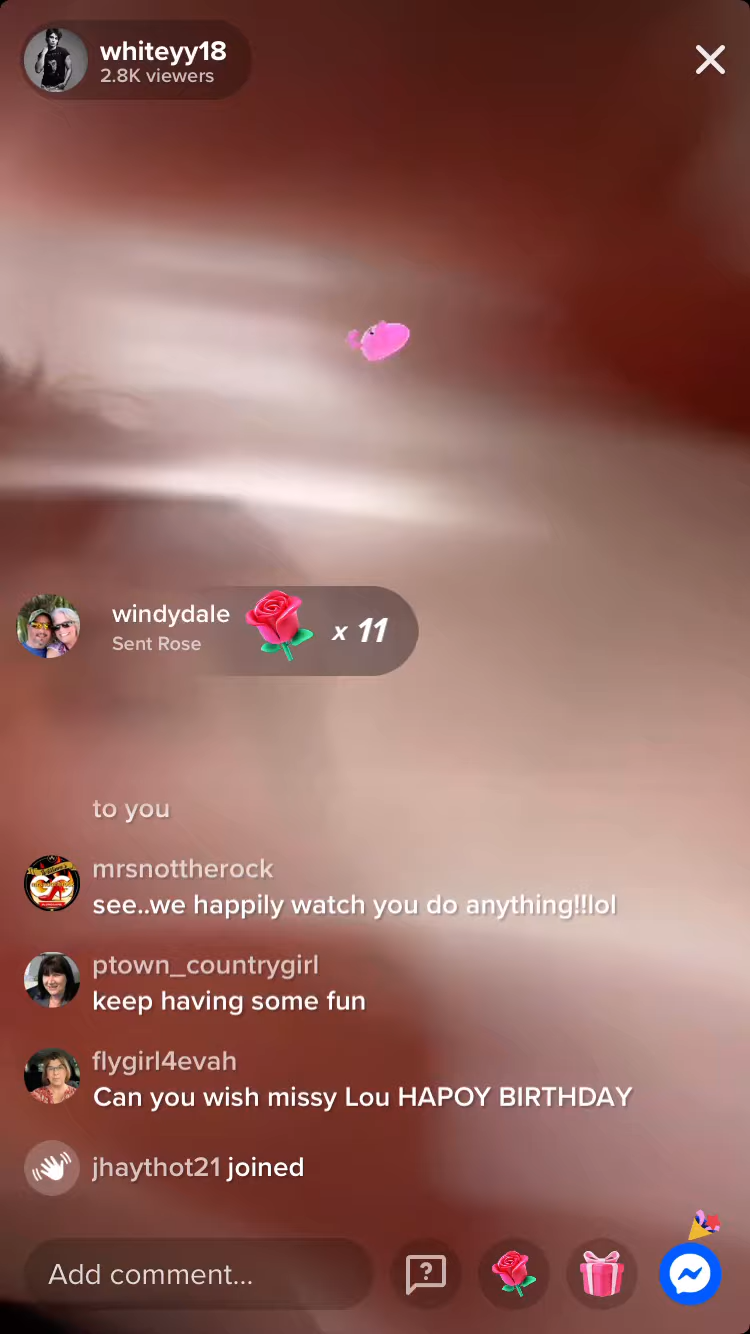 whiteyy18
2.8K viewers
windydale
Sent Rose
x 11
to you
mrsnottherock
see..we happily watch you do anything!!lol
ptown_countrygirl
keep having some fun
flygirl4evah
Can you wish missy Lou HAPOY BIRTHDAY
jhaythot21 joined
Add comment...